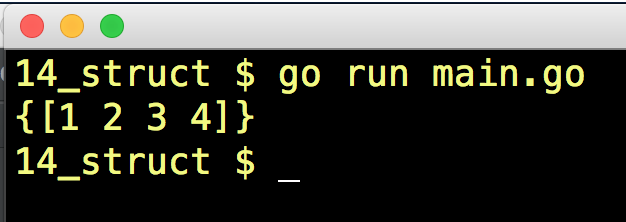 14_struct $ go run main.go
{[1 2 3 4]}
14_struct $ _